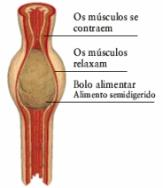 Os músculos se
contraem
Os músculos
relaxam
Bolo alimentar
Alimento semidigerido